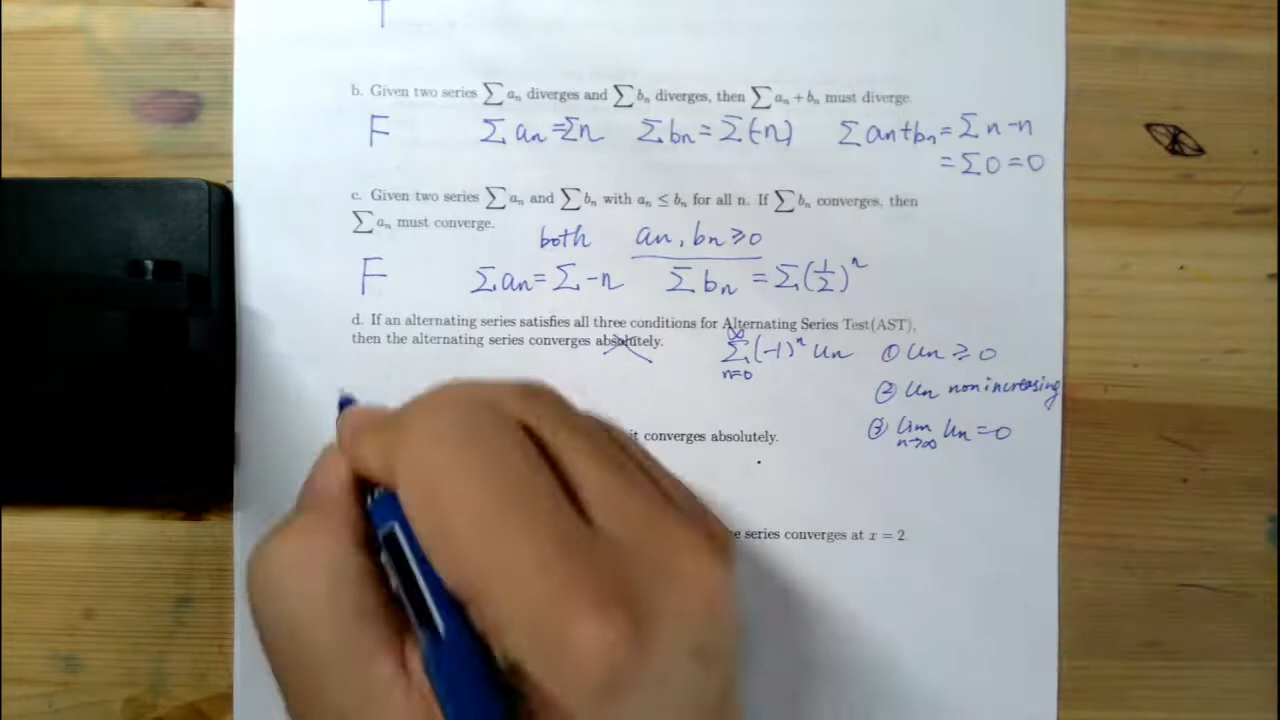 T
b. Given two series ∑ aₙ diverges and ∑ bₙ diverges, then ∑ aₙ + bₙ must diverge.
F ∑ an = ∑n ∑ bn = ∑(-n) ∑ an+bn = ∑ n-n
= ∑ 0 = 0
c. Given two series ∑ aₙ and ∑ bₙ with aₙ ≤ bₙ for all n. If ∑ bₙ converges, then
∑ aₙ must converge.
both an, bn ≥ 0
F ∑ an = ∑ -n ∑ bn = ∑(1/2)ⁿ
d. If an alternating series satisfies all three conditions for Alternating Series Test(AST),
then the alternating series converges absolutely.
∞
∑ (-1)ⁿ Un ① Un ≥ 0
n=0
② Un nonincreasing
③ lim Un = 0
n→∞
it converges absolutely.
series converges at x = 2.